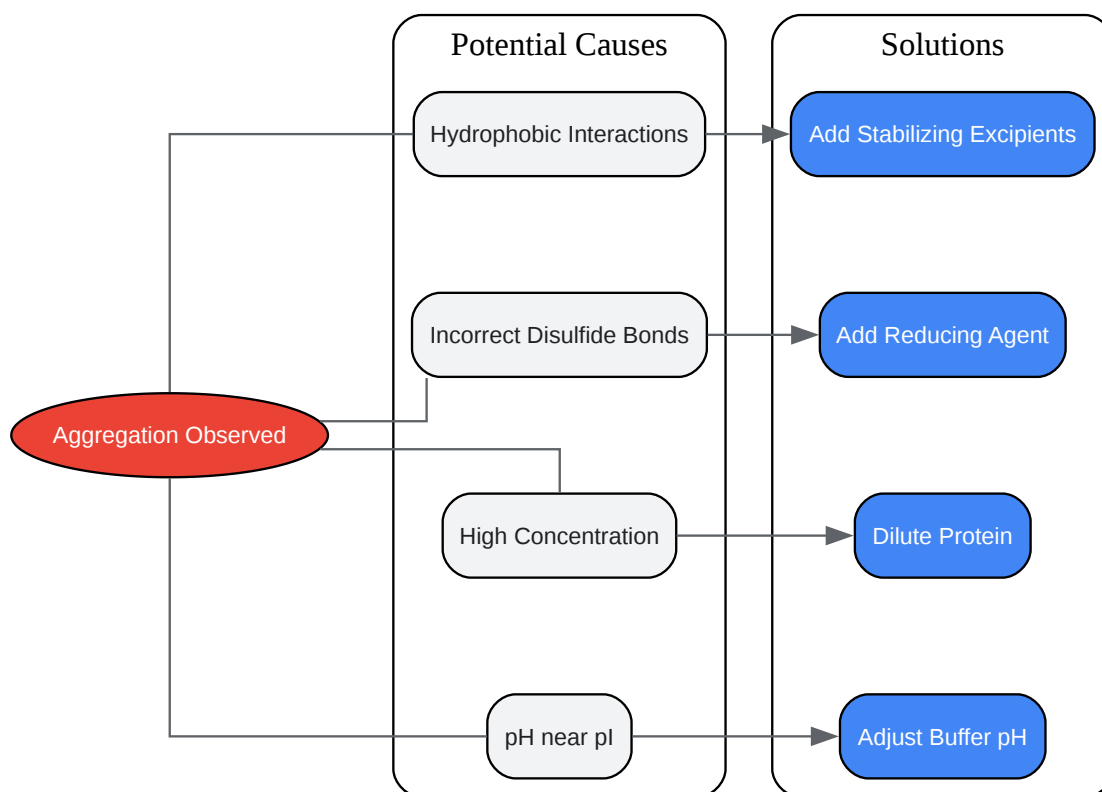 Potential Causes
Solutions
Hydrophobic Interactions
Add Stabilizing Excipients
Incorrect Disulfide Bonds
Add Reducing Agent
Aggregation Observed
High Concentration
Dilute Protein
pH near pI
Adjust Buffer pH